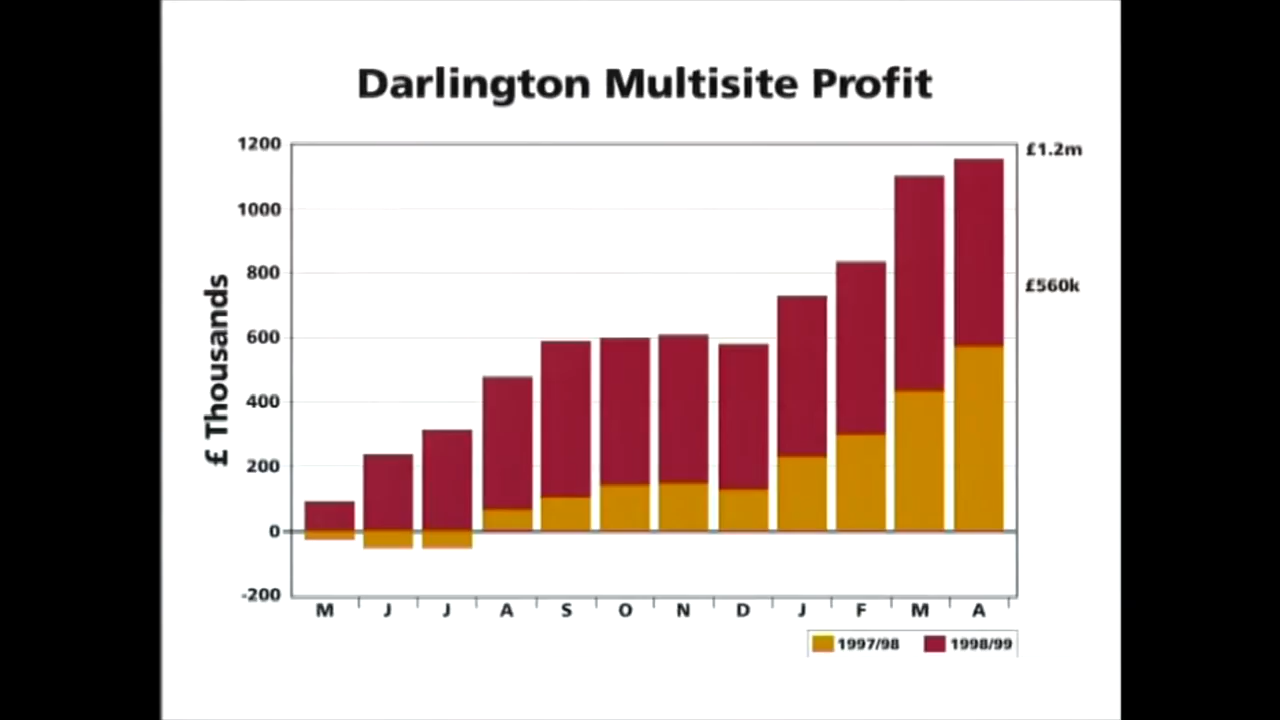 Darlington Multisite Profit
1200
£1.2m
1000
800
£560k
600
400
200
0
-200
£ Thousands
M J J A S O N D J F M A
1997/98 1998/99